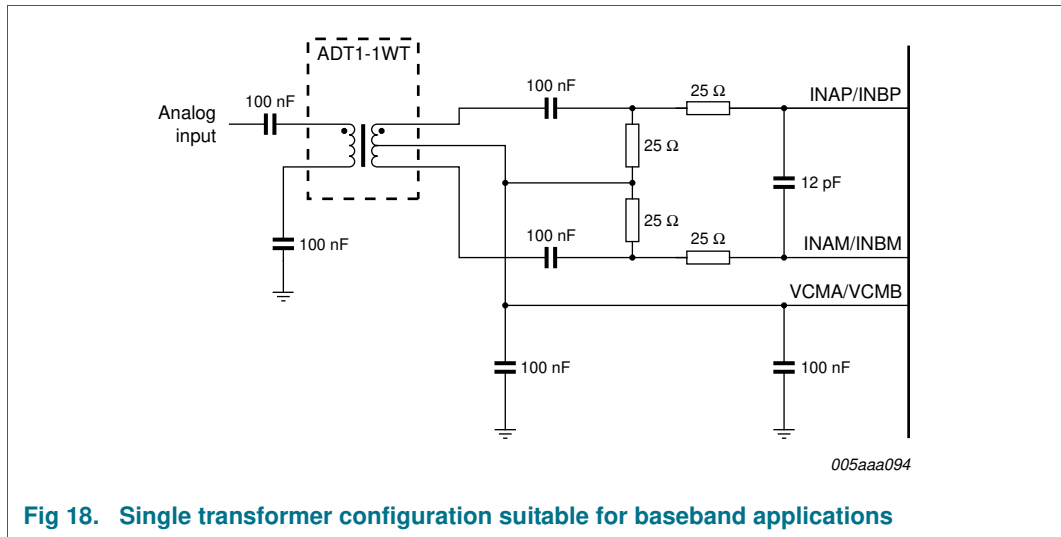 ADT1-1WT
Analog
input
100 nF
100 nF
100 nF
25 Ω
INAP/INBP
25 Ω
12 pF
25 Ω
100 nF
25 Ω
INAM/INBM
VCMA/VCMB
100 nF
100 nF
005aaa094
Fig 18. Single transformer configuration suitable for baseband applications